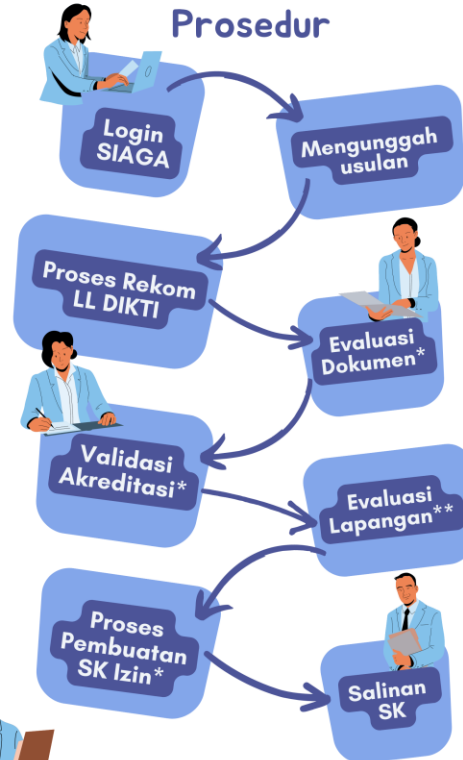 Prosedur
Login
SIAGA
Mengunggah
usulan
Proses Rekom
LL DIKTI
Evaluasi
Dokumen*
Validasi
Akreditasi*
Evaluasi
Lapangan**
Proses
Pembuatan
SK Izin*
Salinan
SK